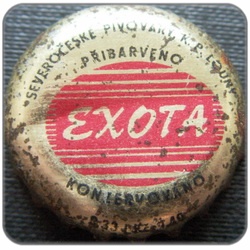 SEVEROČESKÉ PIVOVARY N.P. LOUNY
PŘIBARVENO
EXOTA
KONZERVOVÁNO